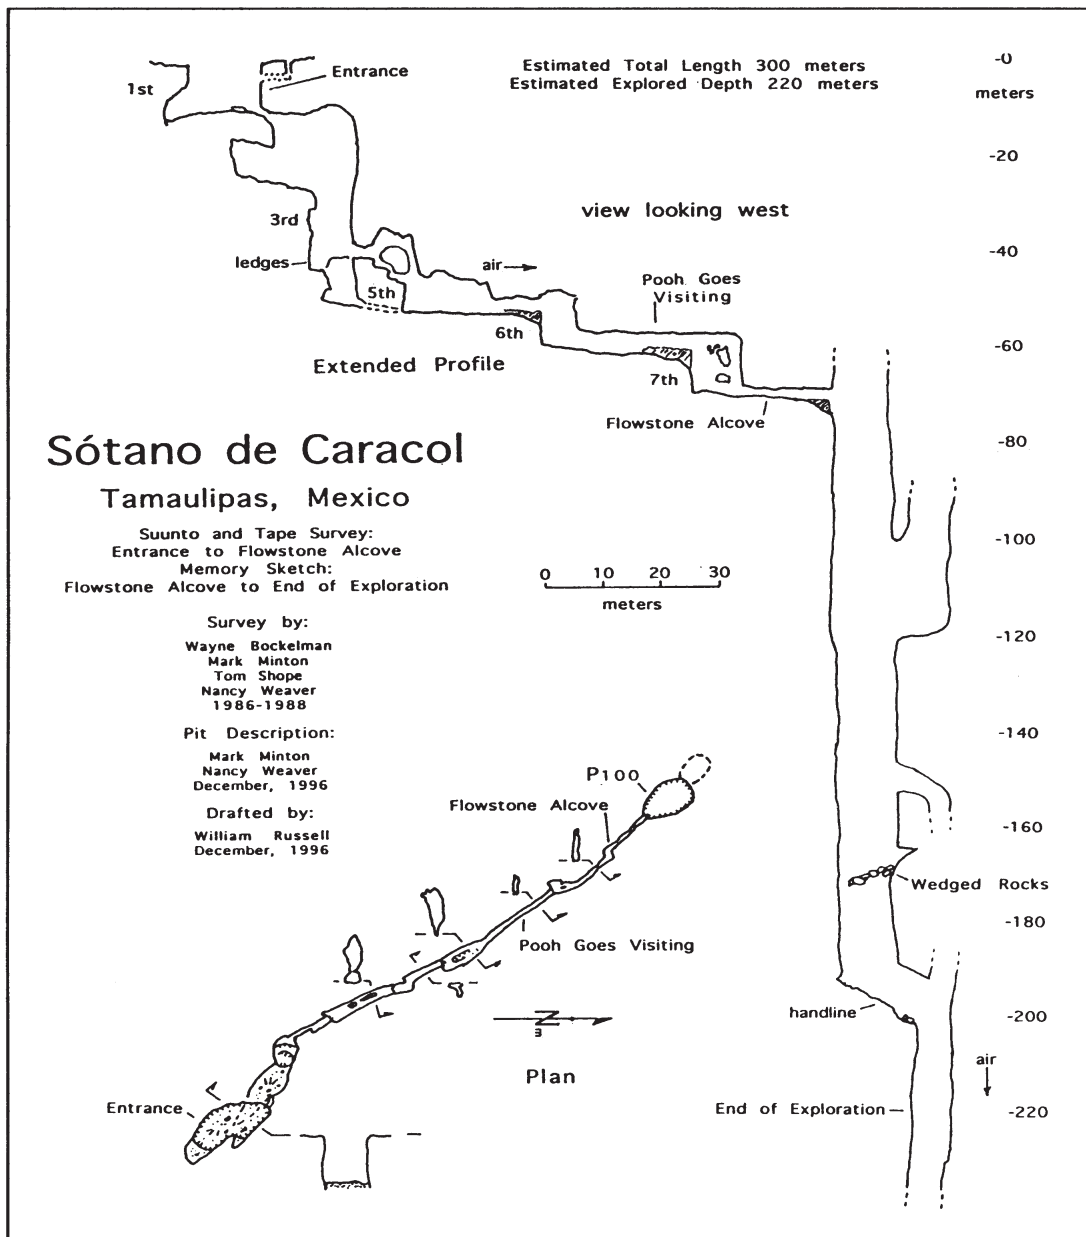 Estimated Total Length 300 meters
Estimated Explored Depth 220 meters
-0
meters
-20
-40
-60
-80
-100
-120
-140
-160
-180
-200
-220
1st
Entrance
3rd
ledges
5th
air
view looking west
Pooh Goes
Visiting
6th
7th
Extended Profile
Flowstone Alcove
Sótano de Caracol
Tamaulipas, Mexico
Suunto and Tape Survey:
Entrance to Flowstone Alcove
Memory Sketch:
Flowstone Alcove to End of Exploration
0 10 20 30
meters
Survey by:
Wayne Bockelman
Mark Minton
Tom Shope
Nancy Weaver
1986-1988
Pit Description:
Mark Minton
Nancy Weaver
December, 1996
Drafted by:
William Russell
December, 1996
P100
Flowstone Alcove
Pooh Goes Visiting
Wedged Rocks
handline
N
Plan
Entrance
air
End of Exploration